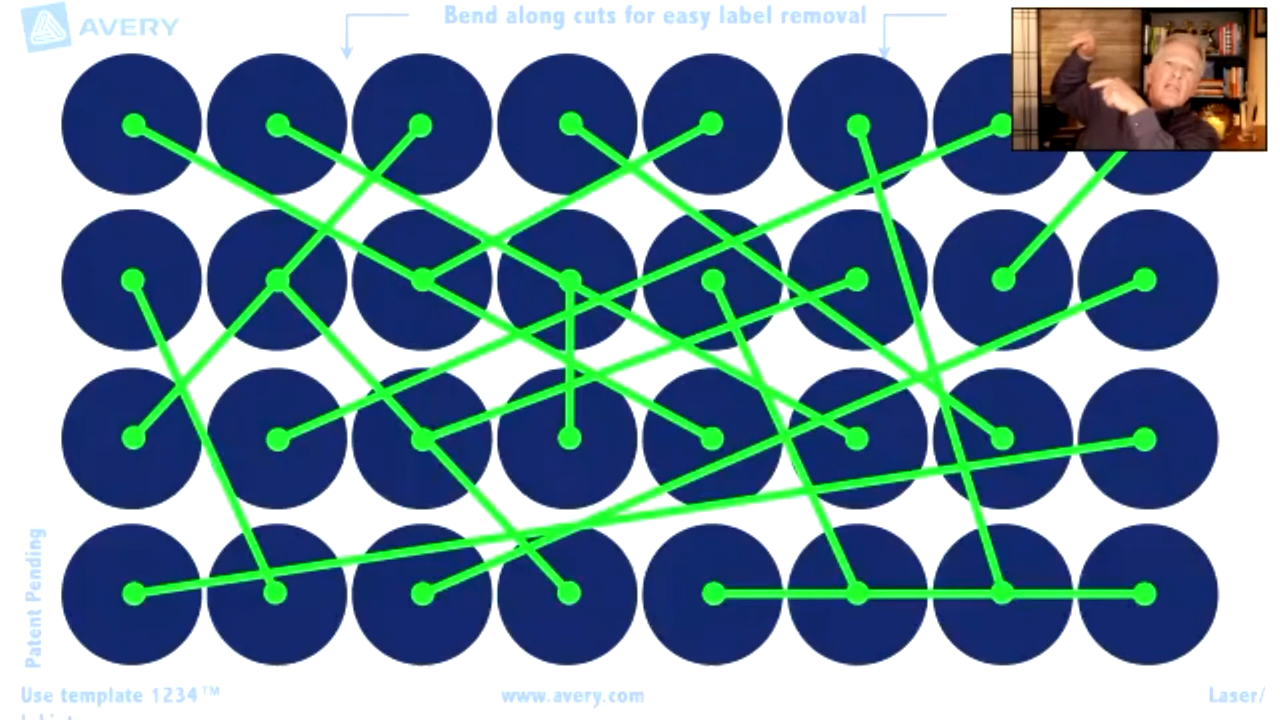 AVERY
Bend along cuts for easy label removal
Patent Pending
Use template 1234™
www.avery.com
Laser/